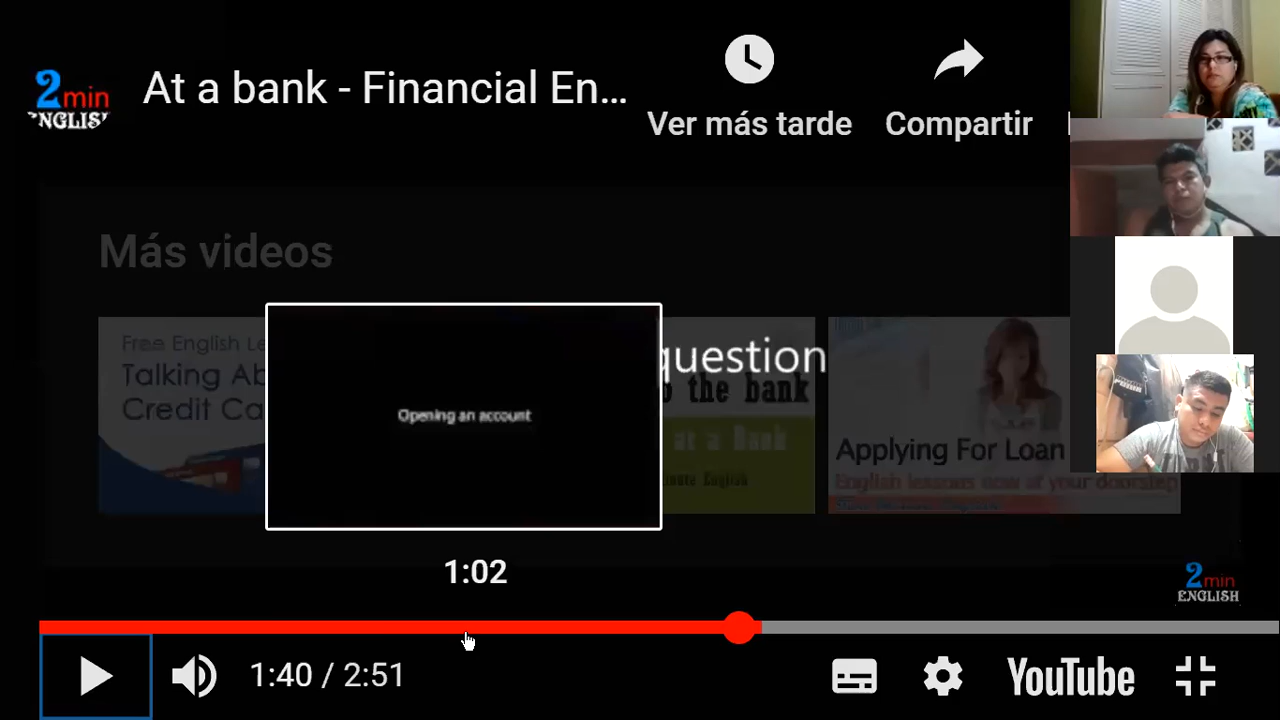 2min
ENGLISH
At a bank - Financial En...
Ver más tarde
Compartir
Más videos
Free English Le
Talking Ab
Credit Ca
Opening an account
question
o the bank
at a Bank
nute English
Applying For Loan
English lessons now at your doorstep
1:02
2min
ENGLISH
1:40 / 2:51
YouTube